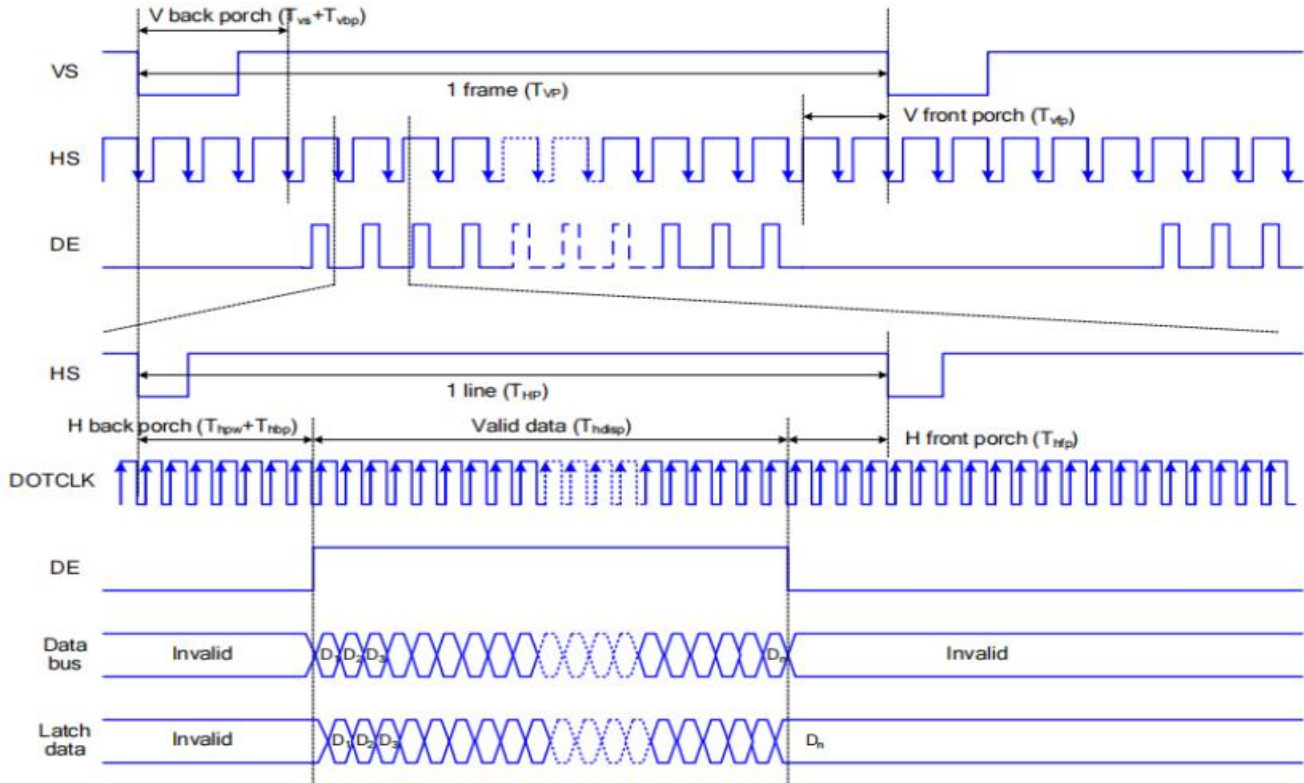 V back porch (Tvs+Tvbp)
VS
1 frame (TVP)
V front porch (Tvfp)
HS
DE
HS
1 line (THP)
H back porch (Thpw+Thbp)
Valid data (Thdisp)
H front porch (Thfp)
DOTCLK
DE
Data bus
Invalid
D1 D2 D3
Dn
Invalid
Latch data
Invalid
D1 D2 D3
Dn